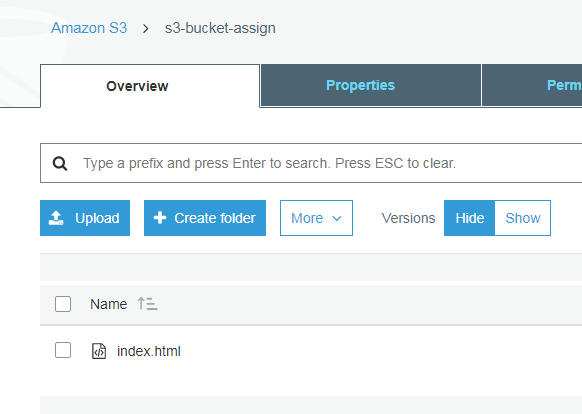 Amazon S3 > s3-bucket-assign
Overview Properties Perm
Type a prefix and press Enter to search. Press ESC to clear.
Upload Create folder More Versions Hide Show
Name
index.html